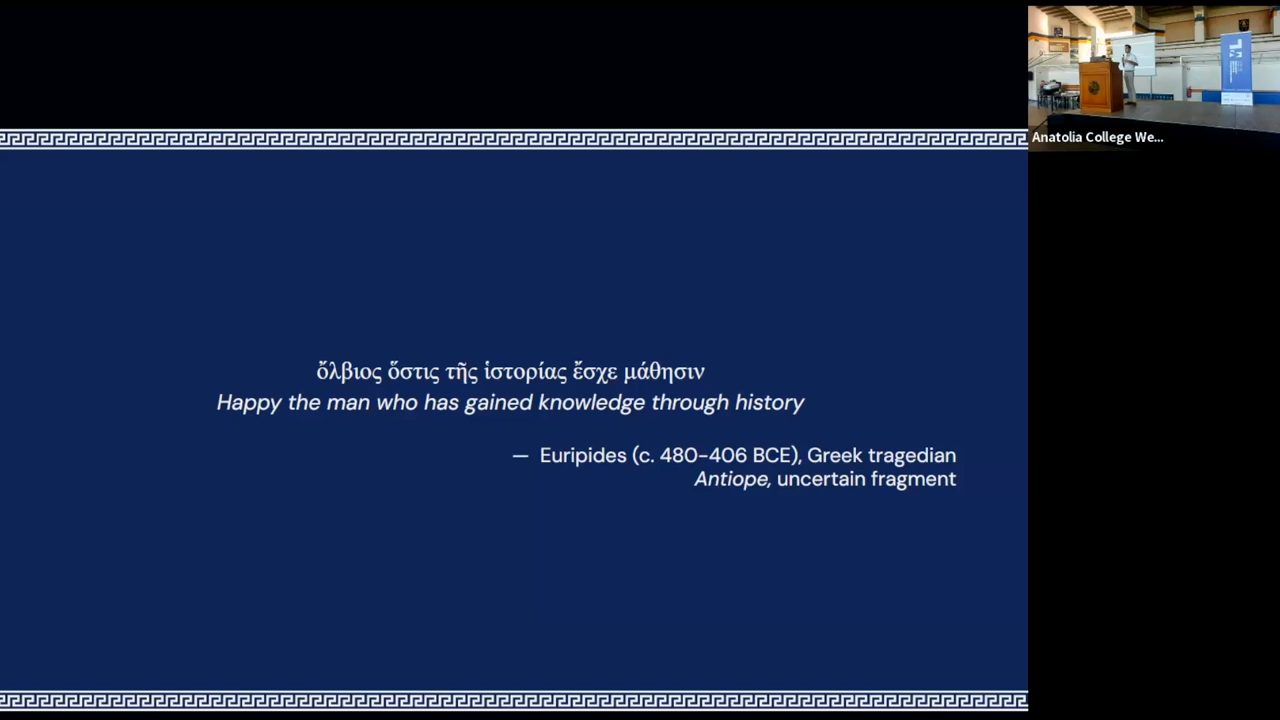 ὄλβιος ὅστις τῆς ἱστορίας ἔσχε μάθησιν
Happy the man who has gained knowledge through history
— Euripides (c. 480-406 BCE), Greek tragedian
Antiope, uncertain fragment
Anatolia College We...